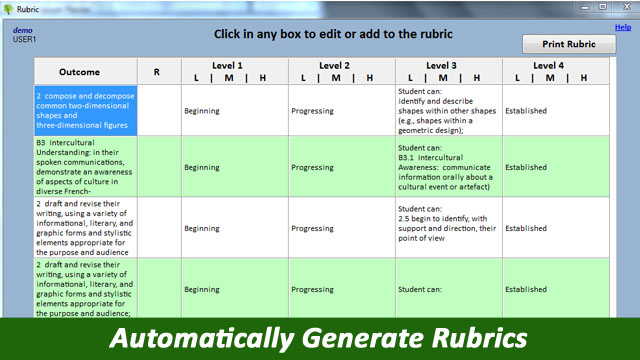 Rubric
demo
USER1
Click in any box to edit or add to the rubric
Help
Print Rubric
Outcome
R
Level 1
L | M | H
Level 2
L | M | H
Level 3
L | M | H
Level 4
L | M | H
2 compose and decompose
common two-dimensional
shapes and
three-dimensional figures
Beginning
Progressing
Student can:
identify and describe
shapes within other shapes
(e.g., shapes within a
geometric design);
Established
B3 Intercultural
Understanding: in their
spoken communications,
demonstrate an awareness
of aspects of culture in
diverse French-
Beginning
Progressing
Student can:
B3.1 Intercultural
Awareness: communicate
information orally about a
cultural event or artefact)
Established
2 draft and revise their
writing, using a variety of
informational, literary, and
graphic forms and stylistic
elements appropriate for
the purpose and audience
Beginning
Progressing
Student can:
2.5 begin to identify, with
support and direction, their
point of view
Established
2 draft and revise their
writing, using a variety of
informational, literary, and
graphic forms and stylistic
elements appropriate for
the purpose and audience;
Beginning
Progressing
Student can:
Established
Automatically Generate Rubrics